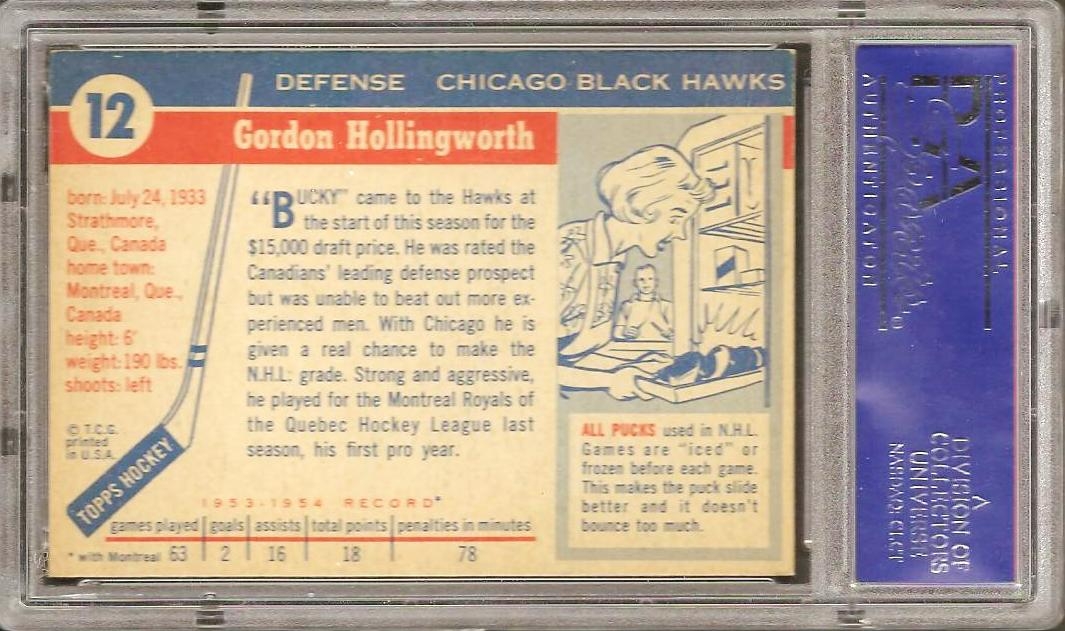 12
DEFENSE CHICAGO BLACK HAWKS
Gordon Hollingworth
born: July 24, 1933
Strathmore,
Que., Canada
home town:
Montreal, Que.,
Canada
height: 6'
weight: 190 lbs.
shoots: left
© T.C.G.
printed
in U.S.A.
TOPPS HOCKEY
"BUCKY" came to the Hawks at
the start of this season for the
$15,000 draft price. He was rated the
Canadians' leading defense prospect
but was unable to beat out more ex-
perienced men. With Chicago he is
given a real chance to make the
N.H.L. grade. Strong and aggressive,
he played for the Montreal Royals of
the Quebec Hockey League last
season, his first pro year.
ALL PUCKS used in N.H.L.
Games are "iced" or
frozen before each game.
This makes the puck slide
better and it doesn't
bounce too much.
1953-1954 RECORD*
games played goals assists total points penalties in minutes
* with Montreal 63 2 16 18 78
PROFESSIONAL
PSA
AUTHENTICATOR
A
DIVISION OF
COLLECTORS
UNIVERSE
NASDAQ: CLCT